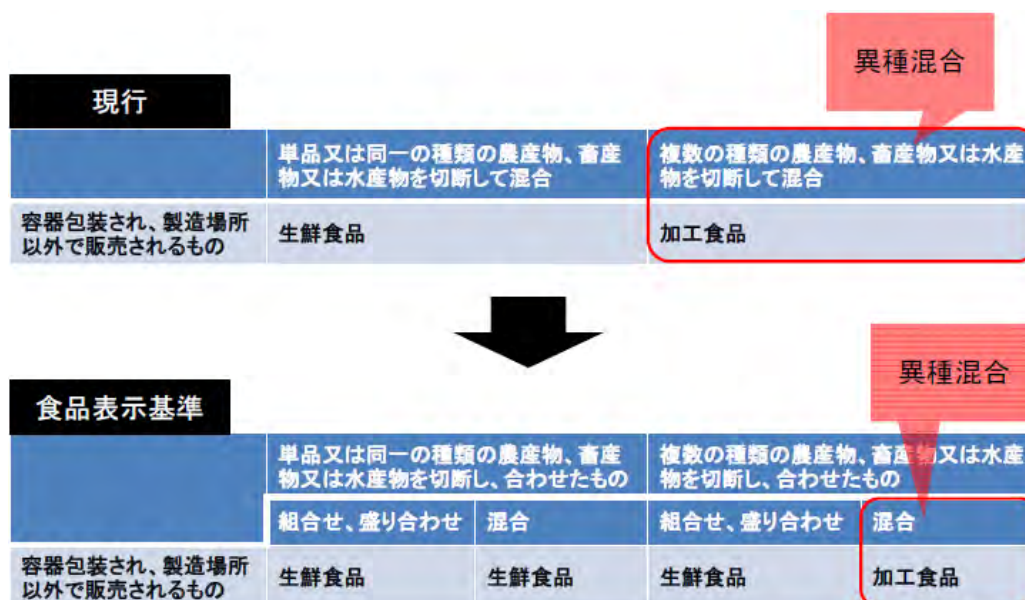 異種混合
現行
単品又は同一の種類の農産物、畜産
物又は水産物を切断して混合
複数の種類の農産物、畜産物又は水産
物を切断して混合
容器包装され、製造場所
以外で販売されるもの
生鮮食品
加工食品
異種混合
食品表示基準
単品又は同一の種類の農産物、畜産
物又は水産物を切断し、合わせたもの
複数の種類の農産物、畜産物又は水産
物を切断し、合わせたもの
組合せ、盛り合わせ
混合
組合せ、盛り合わせ
混合
容器包装され、製造場所
以外で販売されるもの
生鮮食品
生鮮食品
生鮮食品
加工食品